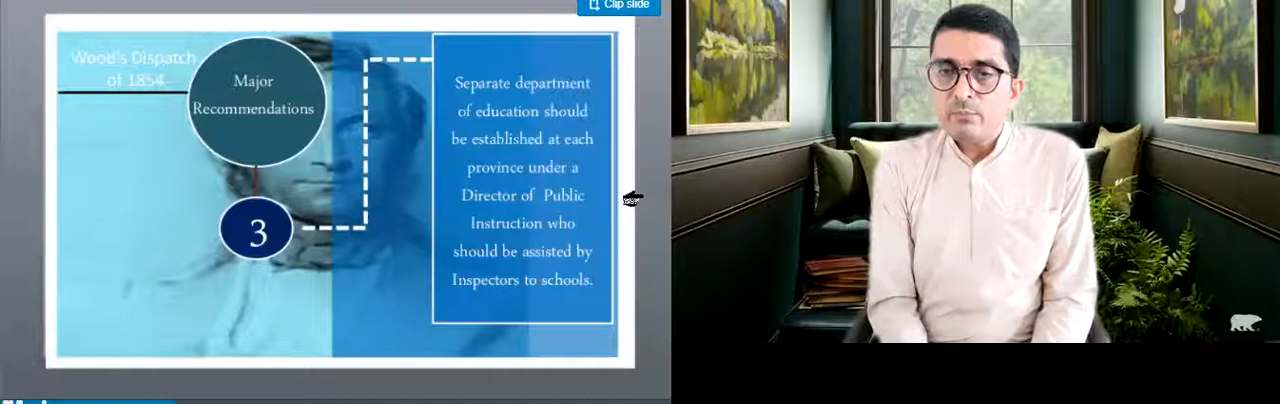 Clip slide
Wood's Dispatch
of 1854
Major
Recommendations
3
Separate department
of education should
be established at each
province under a
Director of Public
Instruction who
should be assisted by
Inspectors to schools.